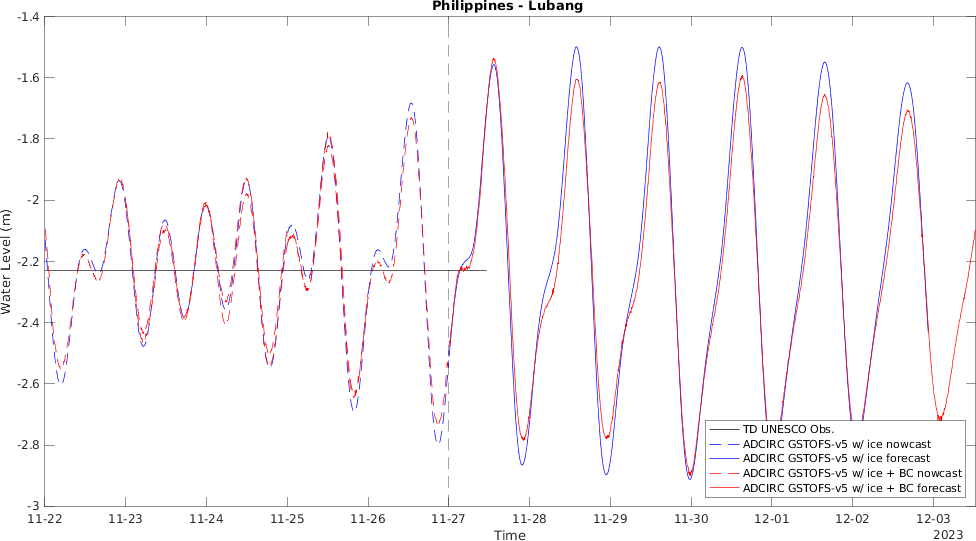 Philippines - Lubang
-1.4
-1.6
-1.8
-2
-2.2
-2.4
-2.6
-2.8
-3
Water Level (m)
TD UNESCO Obs.
ADCIRC GSTOFS-v5 w/ ice nowcast
ADCIRC GSTOFS-v5 w/ ice forecast
ADCIRC GSTOFS-v5 w/ ice + BC nowcast
ADCIRC GSTOFS-v5 w/ ice + BC forecast
11-22 11-23 11-24 11-25 11-26 11-27 11-28 11-29 11-30 12-01 12-02 12-03
Time
2023